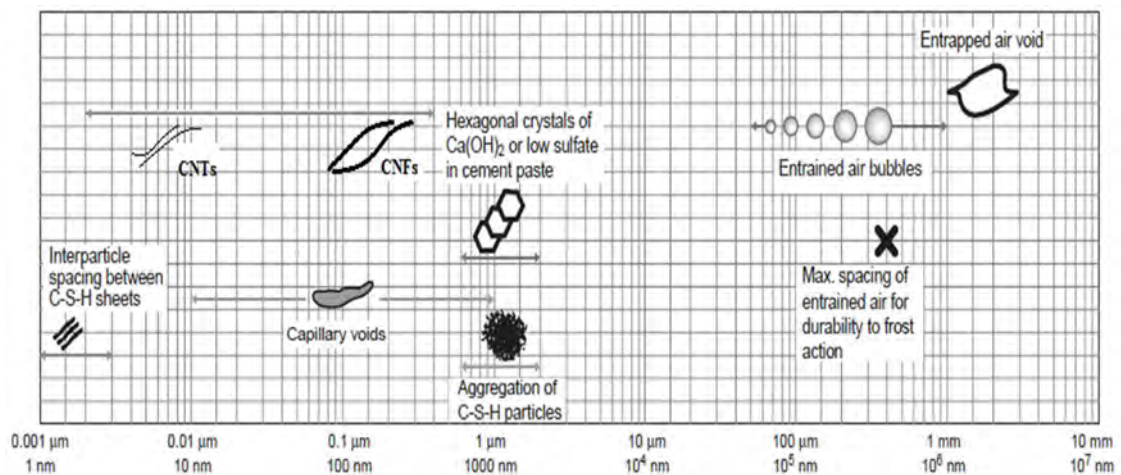 Entrapped air void
Hexagonal crystals of
Ca(OH)₂ or low sulfate
in cement paste
CNTs
CNFs
Entrained air bubbles
Interparticle
spacing between
C-S-H sheets
Max. spacing of
entrained air for
durability to frost
action
Capillary voids
Aggregation of
C-S-H particles
0.001 µm 0.01 µm 0.1 µm 1 µm 10 µm 100 µm 1 mm 10 mm
1 nm 10 nm 100 nm 1000 nm 10⁴ nm 10⁵ nm 10⁶ nm 10⁷ nm